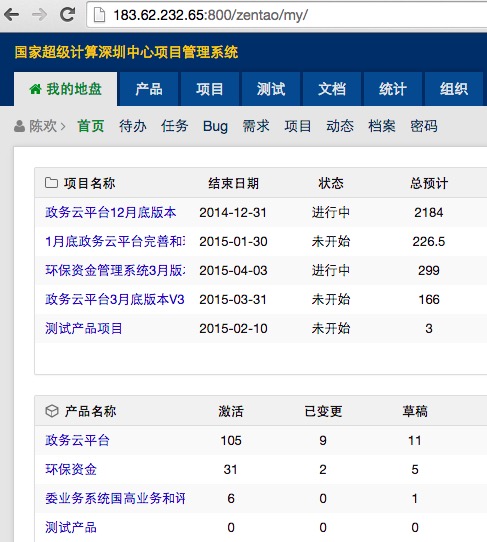 183.62.232.65:800/zentao/my/
国家超级计算深圳中心项目管理系统
我的地盘 产品 项目 测试 文档 统计 组织
陈欢 首页 待办 任务 Bug 需求 项目 动态 档案 密码
项目名称 结束日期 状态 总预计
政务云平台12月底版本 2014-12-31 进行中 2184
1月底政务云平台完善和 2015-01-30 未开始 226.5
环保资金管理系统3月版 2015-04-03 进行中 299
政务云平台3月底版本V3 2015-03-31 未开始 166
测试产品项目 2015-02-10 未开始 3
产品名称 激活 已变更 草稿
政务云平台 105 9 11
环保资金 31 2 5
委业务系统国高业务和评 6 0 1
测试产品 0 0 0